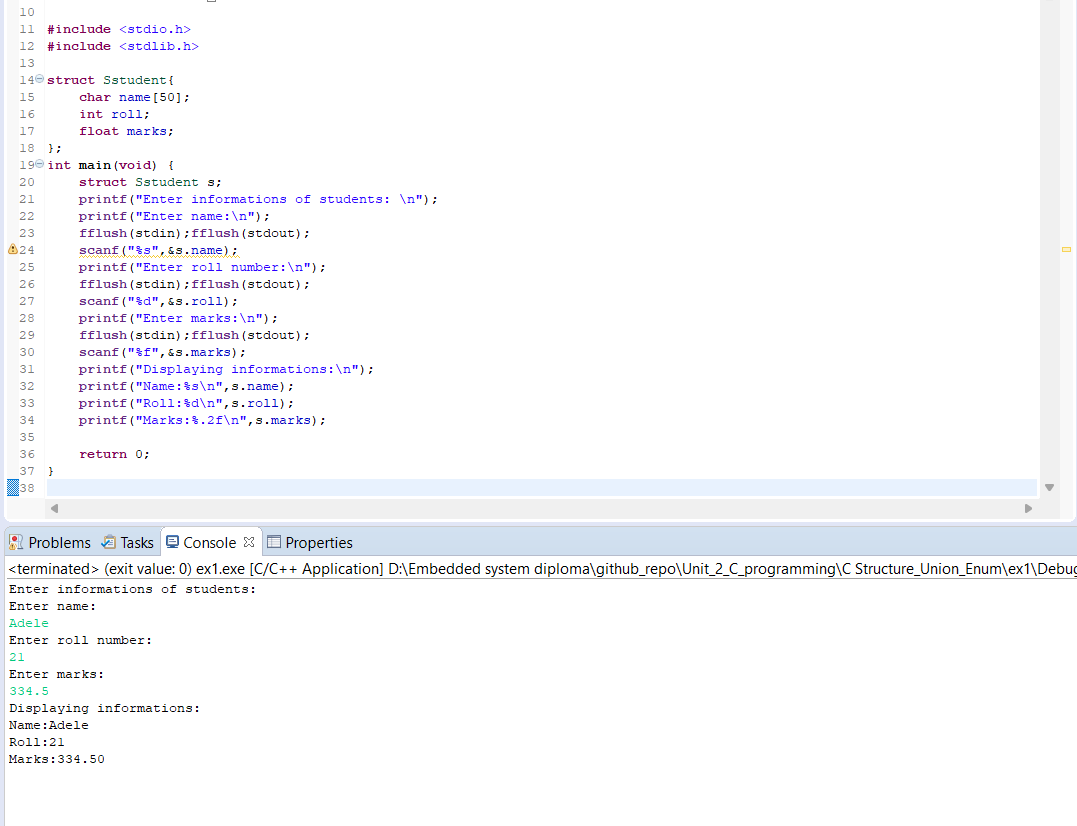 10
11 #include <stdio.h>
12 #include <stdlib.h>
13
14 struct Sstudent{
15     char name[50];
16     int roll;
17     float marks;
18 };
19 int main(void) {
20     struct Sstudent s;
21     printf("Enter informations of students: \n");
22     printf("Enter name:\n");
23     fflush(stdin);fflush(stdout);
24     scanf("%s",&s.name);
25     printf("Enter roll number:\n");
26     fflush(stdin);fflush(stdout);
27     scanf("%d",&s.roll);
28     printf("Enter marks:\n");
29     fflush(stdin);fflush(stdout);
30     scanf("%f",&s.marks);
31     printf("Displaying informations:\n");
32     printf("Name:%s\n",s.name);
33     printf("Roll:%d\n",s.roll);
34     printf("Marks:%.2f\n",s.marks);
35
36     return 0;
37 }
38
Problems Tasks Console Properties
<terminated> (exit value: 0) ex1.exe [C/C++ Application] D:\Embedded system diploma\github_repo\Unit_2_C_programming\C Structure_Union_Enum\ex1\Debug
Enter informations of students:
Enter name:
Adele
Enter roll number:
21
Enter marks:
334.5
Displaying informations:
Name:Adele
Roll:21
Marks:334.50